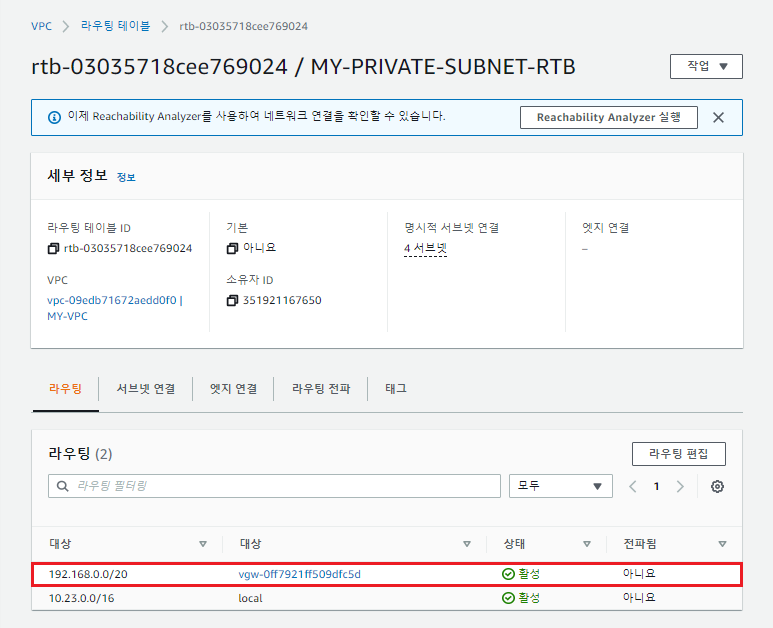 VPC > 라우팅 테이블 > rtb-03035718cee769024
rtb-03035718cee769024 / MY-PRIVATE-SUBNET-RTB
작업
이제 Reachability Analyzer를 사용하여 네트워크 연결을 확인할 수 있습니다.
Reachability Analyzer 실행
세부 정보 정보
라우팅 테이블 ID
rtb-03035718cee769024
기본
아니요
명시적 서브넷 연결
4 서브넷
엣지 연결
–
VPC
vpc-09edb71672aedd0f0 |
MY-VPC
소유자 ID
351921167650
라우팅 서브넷 연결 엣지 연결 라우팅 전파 태그
라우팅 (2)
라우팅 편집
라우팅 필터링
모두
1
대상 대상 상태 전파됨
192.168.0.0/20 vgw-0ff7921ff509dfc5d 활성 아니요
10.23.0.0/16 local 활성 아니요